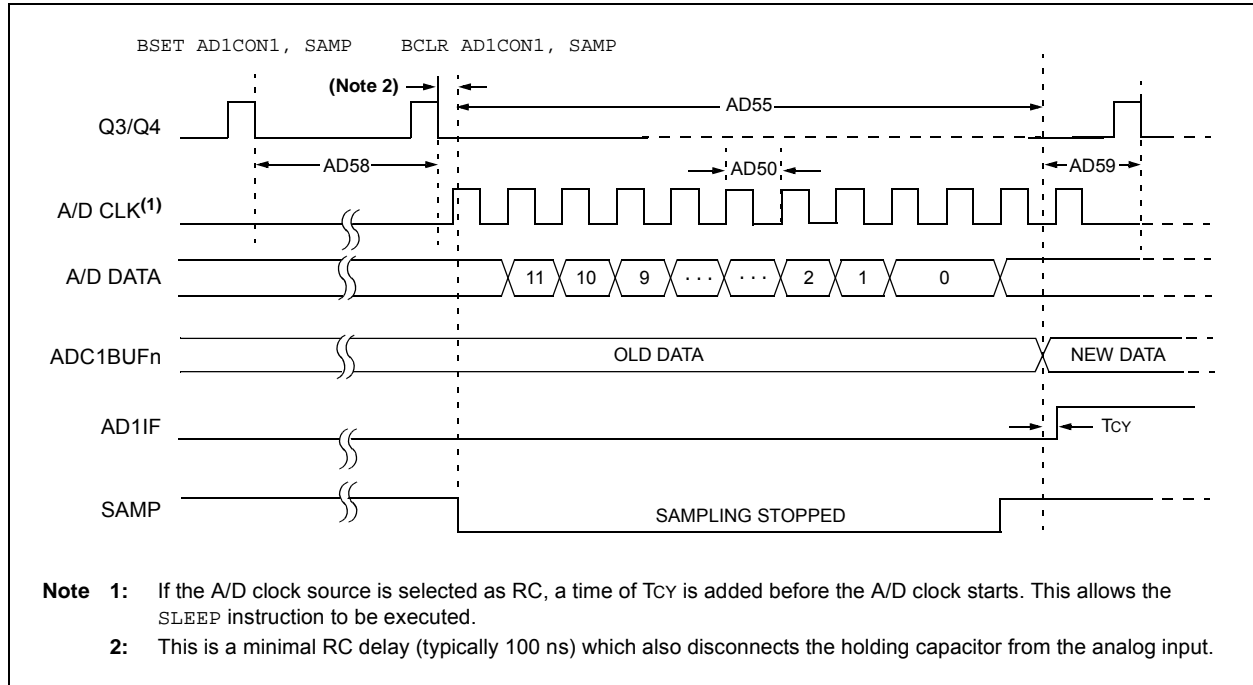 BSET AD1CON1, SAMP BCLR AD1CON1, SAMP
(Note 2)
AD55
Q3/Q4
AD58
AD50
AD59
A/D CLK(1)
A/D DATA
11 10 9 . . . . . . 2 1 0
ADC1BUFn
OLD DATA
NEW DATA
AD1IF
TCY
SAMP
SAMPLING STOPPED
Note 1: If the A/D clock source is selected as RC, a time of TCY is added before the A/D clock starts. This allows the
SLEEP instruction to be executed.
2: This is a minimal RC delay (typically 100 ns) which also disconnects the holding capacitor from the analog input.